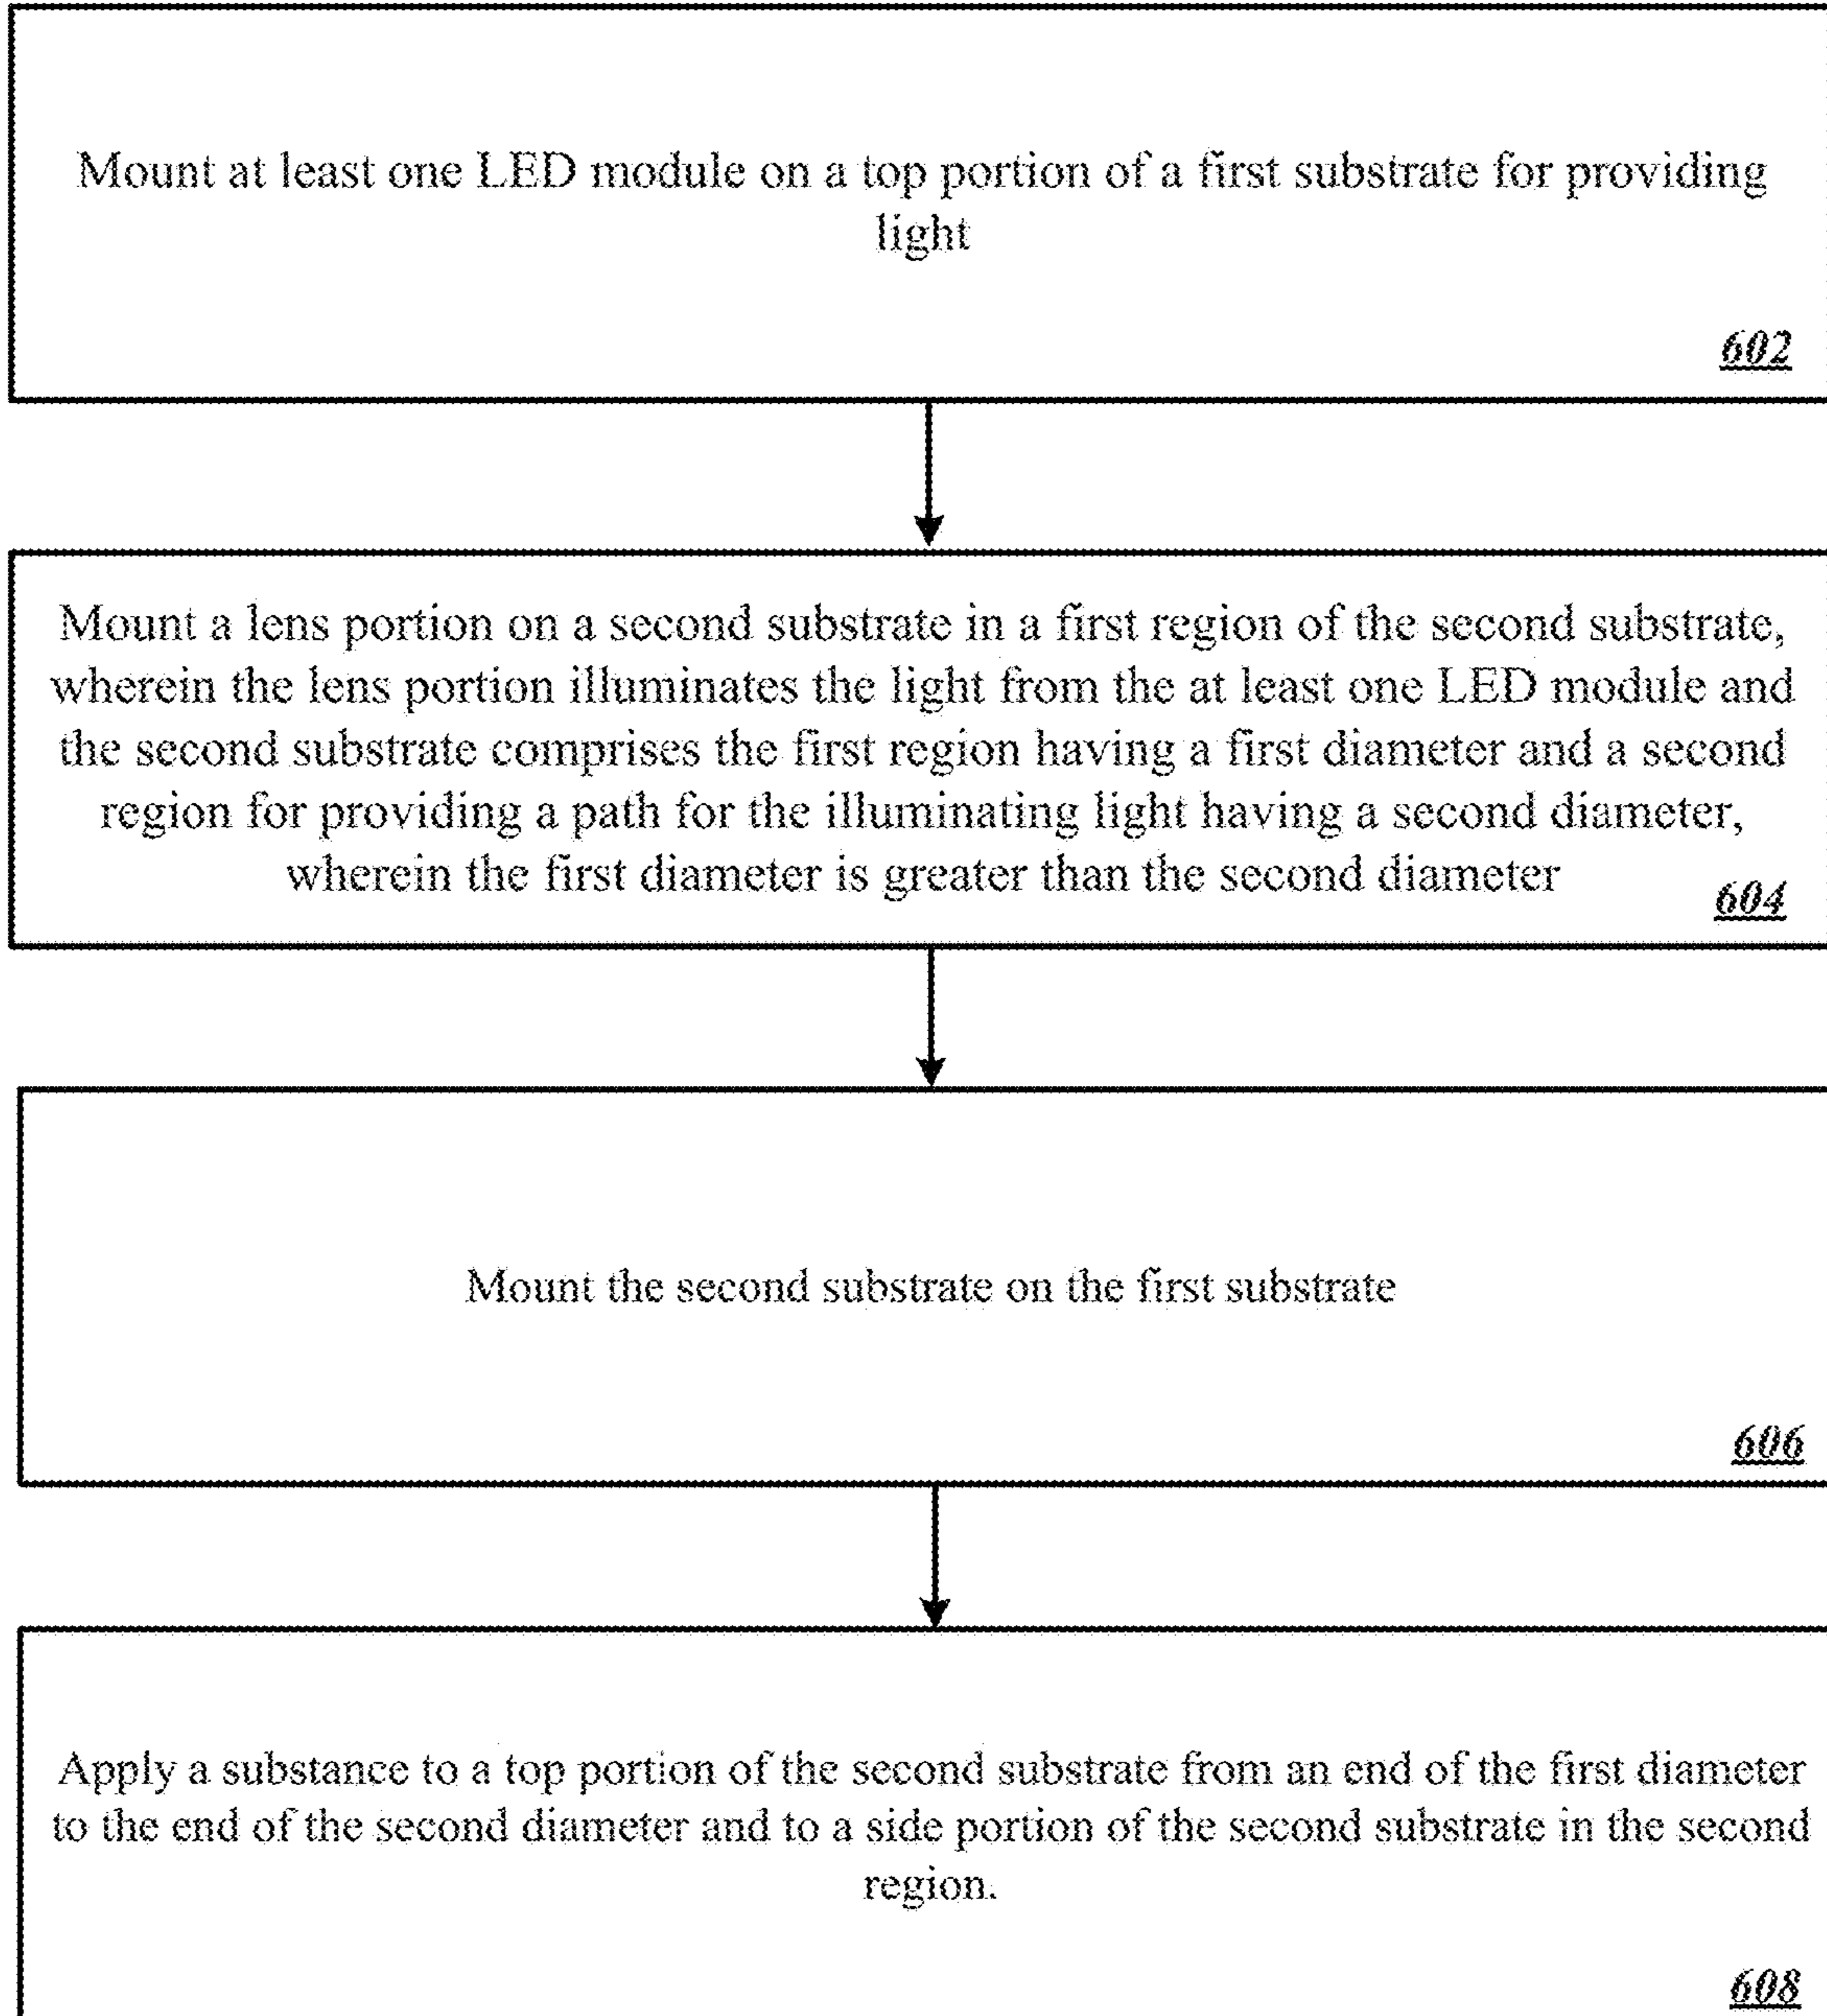 Mount at least one LED module on a top portion of a first substrate for providing
light
602
Mount a lens portion on a second substrate in a first region of the second substrate,
wherein the lens portion illuminates the light from the at least one LED module and
the second substrate comprises the first region having a first diameter and a second
region for providing a path for the illuminating light having a second diameter,
wherein the first diameter is greater than the second diameter
604
Mount the second substrate on the first substrate
606
Apply a substance to a top portion of the second substrate from an end of the first diameter
to the end of the second diameter and to a side portion of the second substrate in the second
region.
608